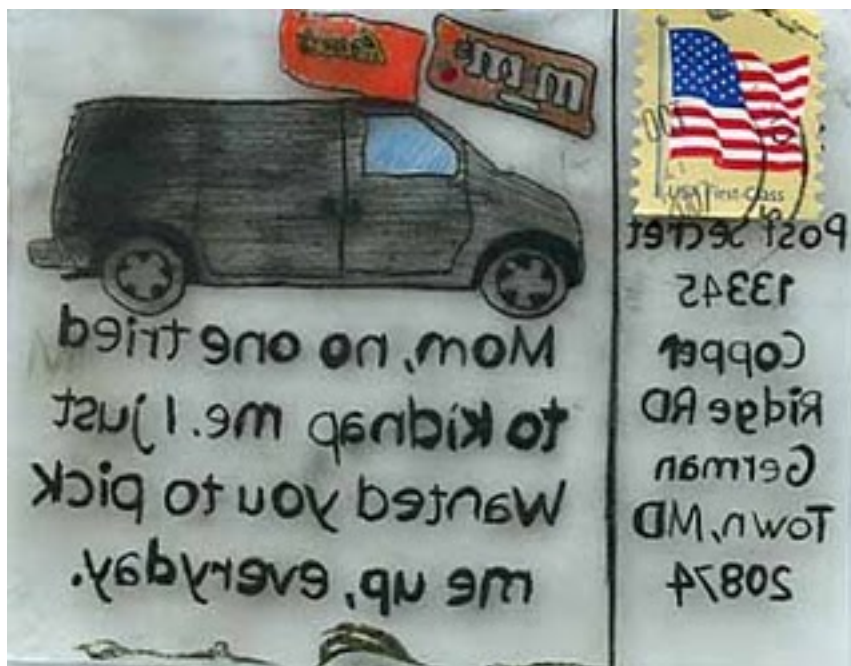 Reese's
m&m's
USA First-Class
Mom, no one tried
to kidnap me. I just
Wanted you to pick
me up, everyday.
Post Secret
13345
Copper
Ridge RD
German
Town, MD
20874